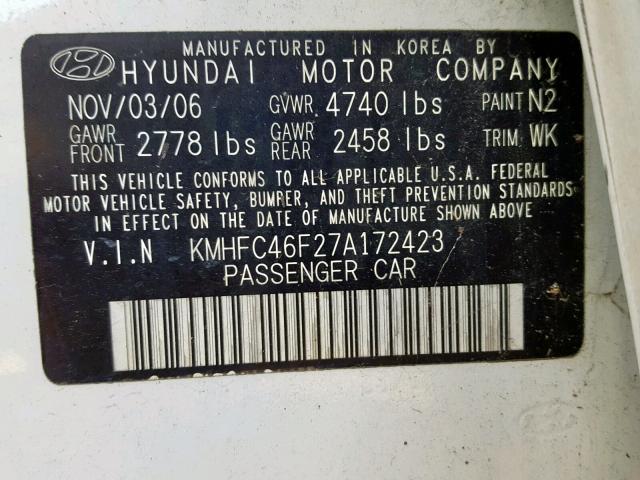 MANUFACTURED IN KOREA BY
HYUNDAI MOTOR COMPANY
NOV/03/06 GVWR 4740 lbs PAINT N2
GAWR FRONT 2778 lbs GAWR REAR 2458 lbs TRIM WK
THIS VEHICLE CONFORMS TO ALL APPLICABLE U.S.A. FEDERAL
MOTOR VEHICLE SAFETY, BUMPER, AND THEFT PREVENTION STANDARDS
IN EFFECT ON THE DATE OF MANUFACTURE SHOWN ABOVE
V.I.N KMHFC46F27A172423
PASSENGER CAR